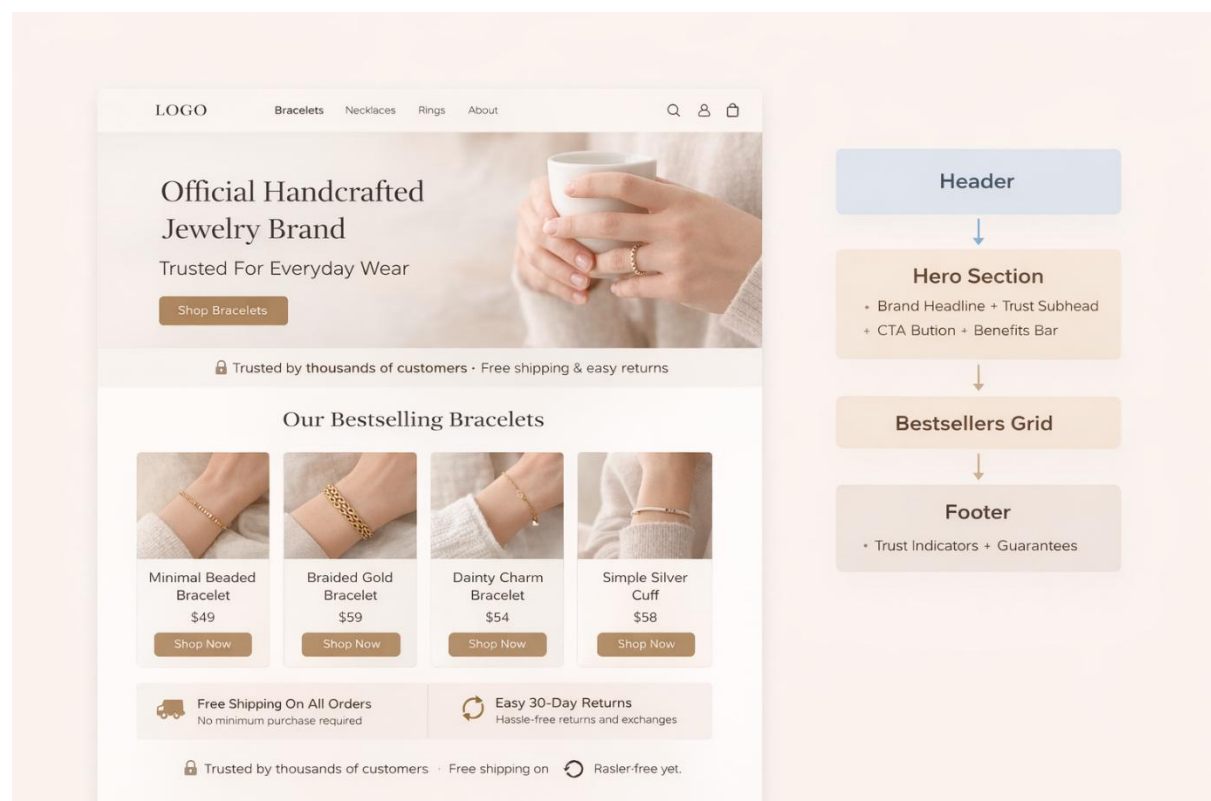 LOGO
Bracelets Necklaces Rings About
Official Handcrafted
Jewelry Brand
Trusted For Everyday Wear
Shop Bracelets
Trusted by thousands of customers · Free shipping & easy returns
Our Bestselling Bracelets
Minimal Beaded
Bracelet
$49
Shop Now
Braided Gold
Bracelet
$59
Shop Now
Dainty Charm
Bracelet
$54
Shop Now
Simple Silver
Cuff
$58
Shop Now
Free Shipping On All Orders
No minimum purchase required
Easy 30-Day Returns
Hassle-free returns and exchanges
Trusted by thousands of customers · Free shipping on Rasler-free yet.
Header
Hero Section
• Brand Headline + Trust Subhead
+ CTA Bution + Benefits Bar
Bestsellers Grid
Footer
• Trust Indicators + Guarantees